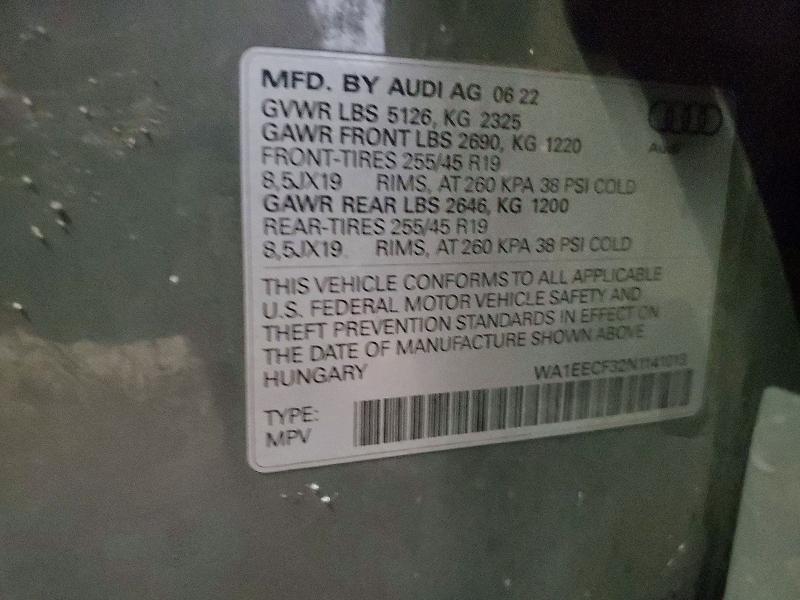 MFD. BY AUDI AG 06 22
GVWR LBS 5126, KG 2325
GAWR FRONT LBS 2690, KG 1220
FRONT-TIRES 255/45 R19
8,5JX19 RIMS, AT 260 KPA 38 PSI COLD
GAWR REAR LBS 2646, KG 1200
REAR-TIRES 255/45 R19
8,5JX19 RIMS, AT 260 KPA 38 PSI COLD
Audi
THIS VEHICLE CONFORMS TO ALL APPLICABLE
U.S. FEDERAL MOTOR VEHICLE SAFETY AND
THEFT PREVENTION STANDARDS IN EFFECT ON
THE DATE OF MANUFACTURE SHOWN ABOVE
HUNGARY
WA1EECF32N1141013
TYPE:
MPV